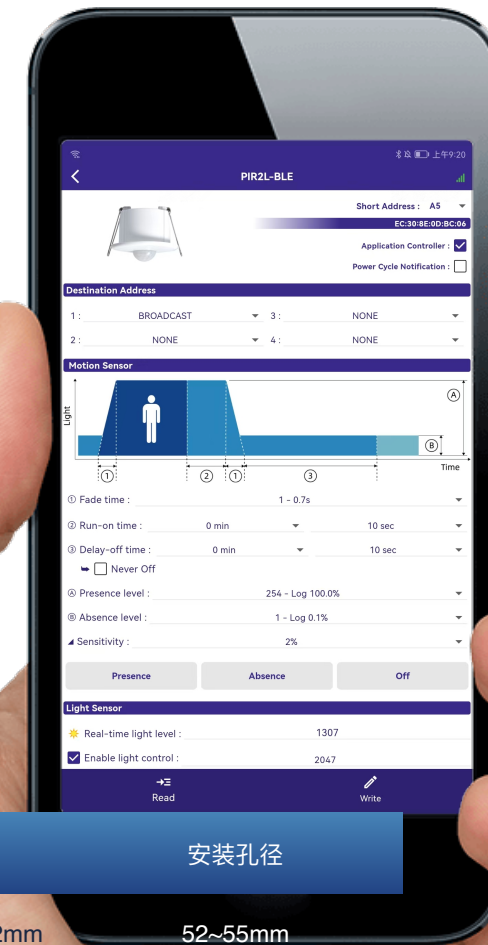 上午9:20
PIR2L-BLE
Short Address : A5
EC:30:8E:0D:BC:06
Application Controller :
Power Cycle Notification :
Destination Address
1 : BROADCAST 3 : NONE
2 : NONE 4 : NONE
Motion Sensor
Light
Ⓐ
Ⓑ
Time
① ② ① ③
① Fade time : 1 - 0.7s
② Run-on time : 0 min 10 sec
③ Delay-off time : 0 min 10 sec
Never Off
Ⓐ Presence level : 254 - Log 100.0%
Ⓑ Absence level : 1 - Log 0.1%
Sensitivity : 2%
Presence Absence Off
Light Sensor
Real-time light level : 1307
Enable light control : 2047
Read Write
安装孔径
2mm 52~55mm